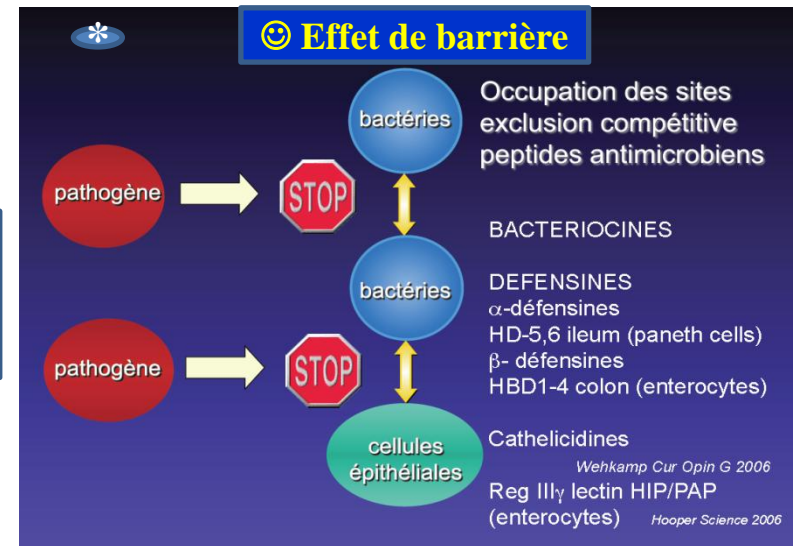 *
☺ Effet de barrière
bactéries
Occupation des sites
exclusion compétitive
peptides antimicrobiens
pathogène
STOP
BACTERIOCINES
bactéries
DEFENSINES
α-défensines
HD-5,6 ileum (paneth cells)
β- défensines
HBD1-4 colon (enterocytes)
pathogène
STOP
cellules
épithéliales
Cathelicidines
Wehkamp Cur Opin G 2006
Reg IIIγ lectin HIP/PAP
(enterocytes) Hooper Science 2006